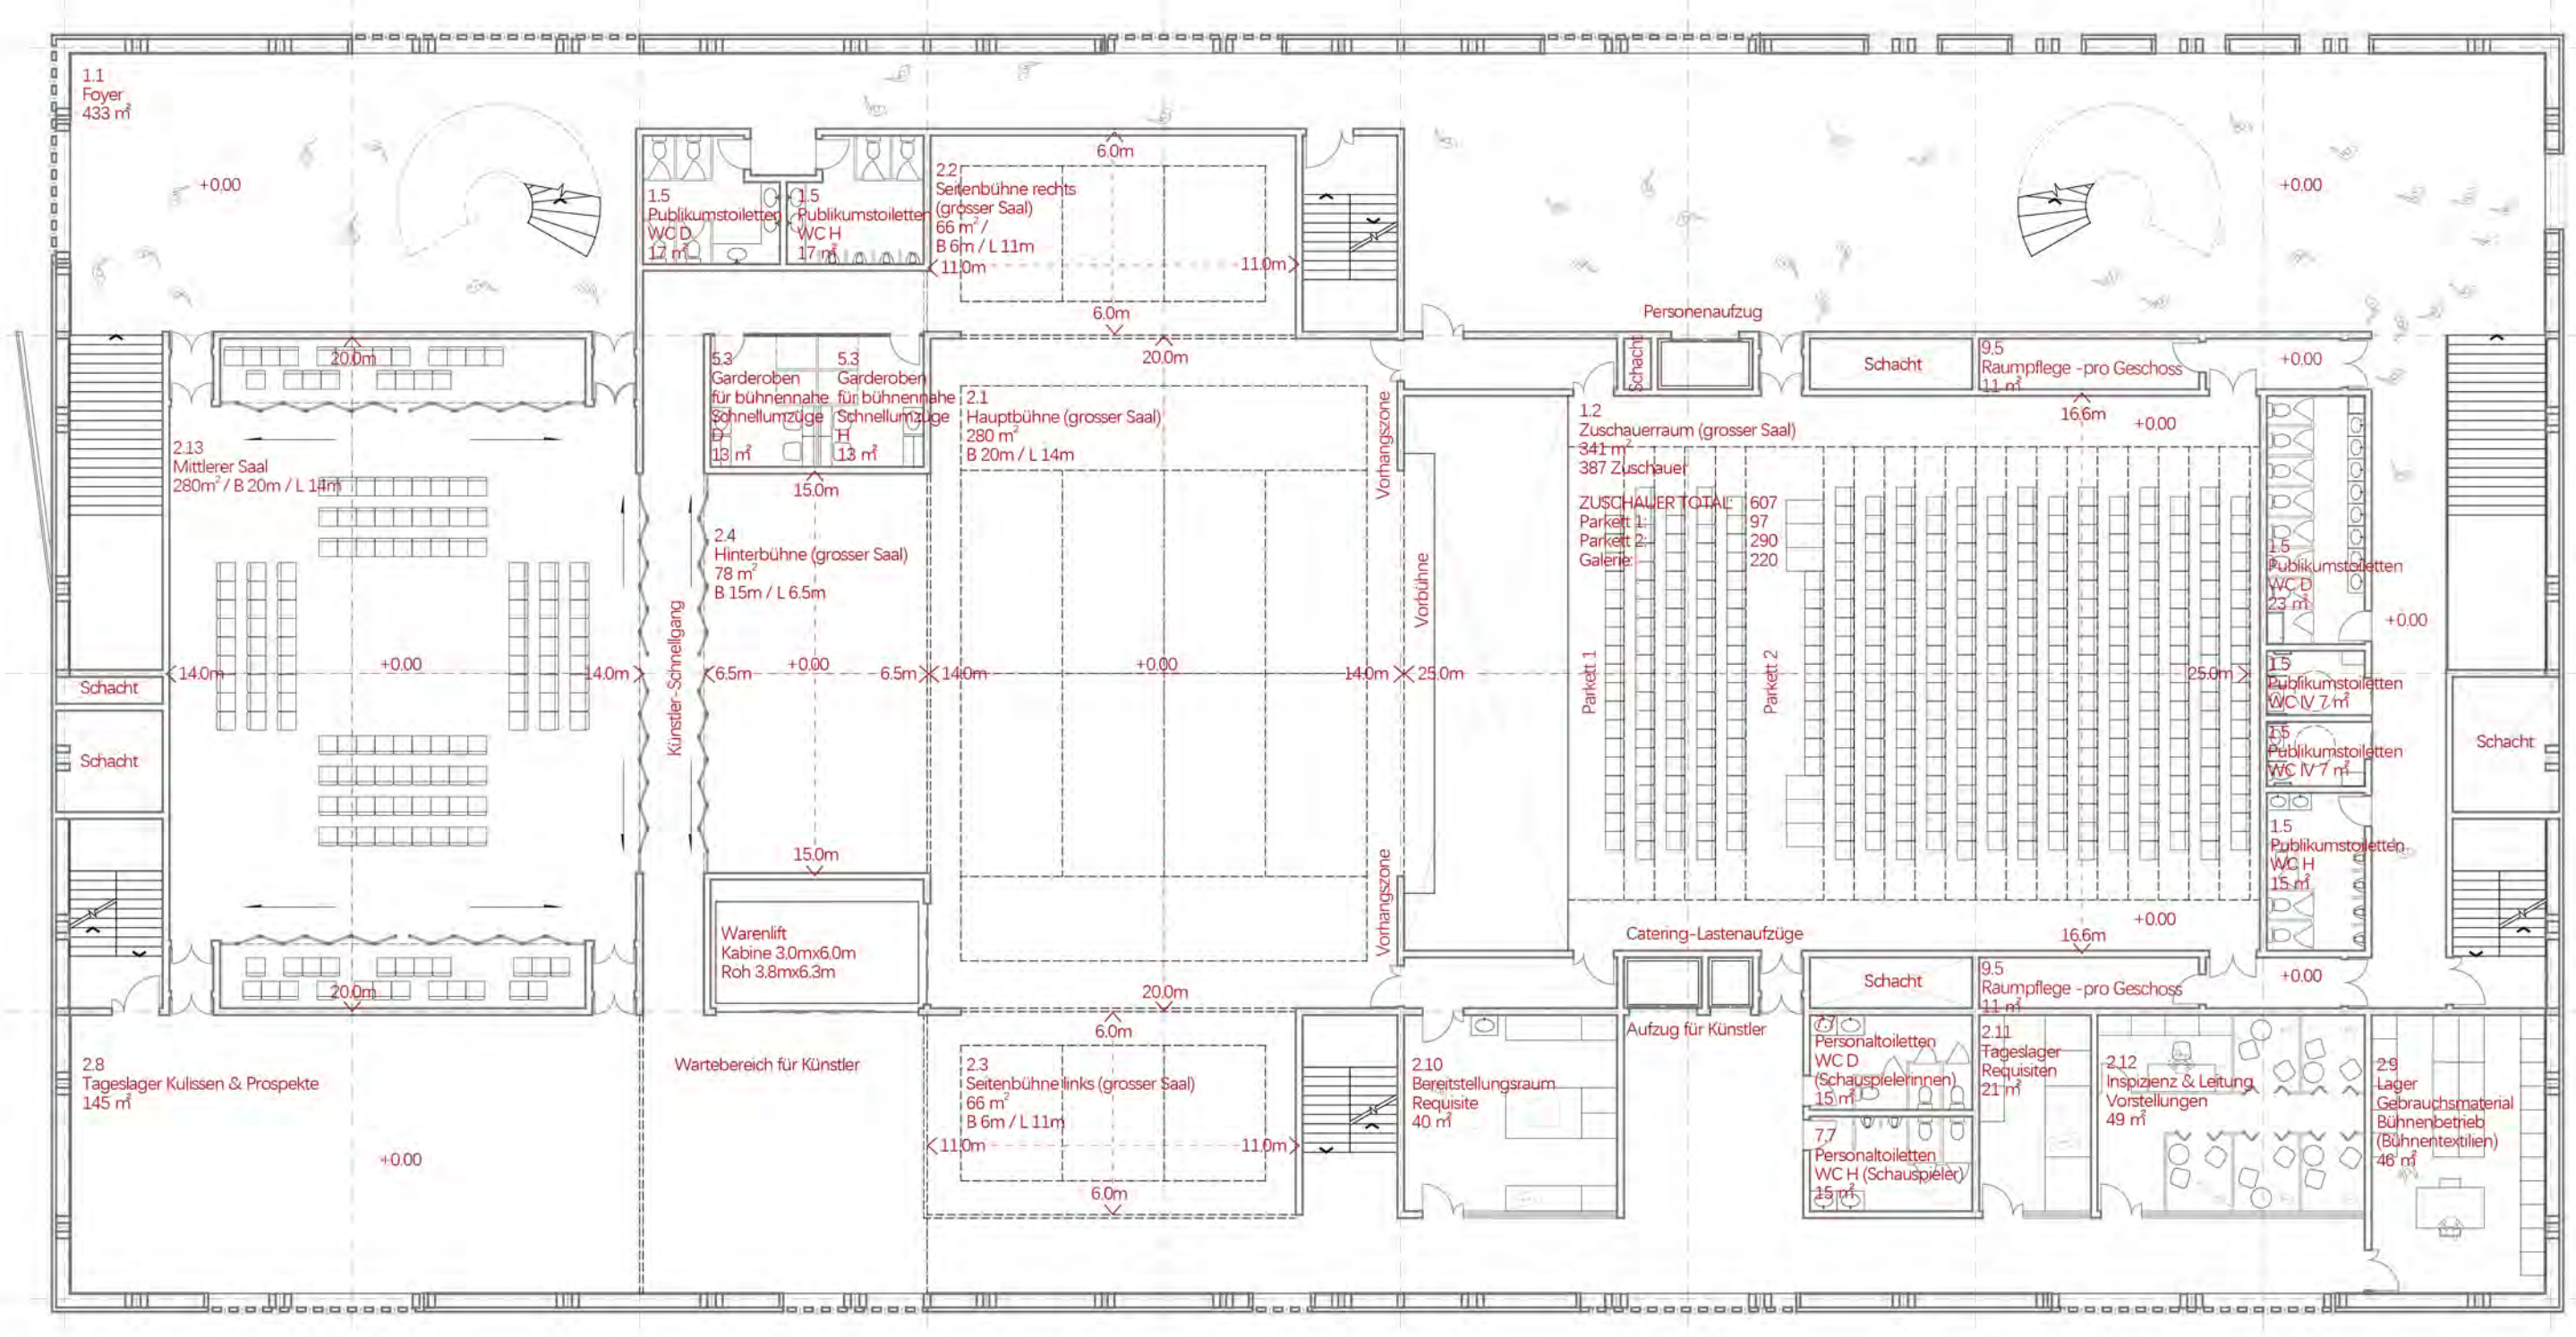 1.1
Foyer
433 m²
+0.00
1.5
Publikumstoiletten
WC D
17 m²
1.5
Publikumstoiletten
WC H
17 m²
2.2
Seitenbühne rechts
(grosser Saal)
66 m² /
B 6m / L 11m
6.0m
11.0m
11.0m
6.0m
+0.00
Personenaufzug
Schacht
Schacht
9.5
Raumpflege - pro Geschoss
11 m²
+0.00
20.0m
2.13
Mittlerer Saal
280m² / B 20m / L 14m
14.0m
+0.00
14.0m
20.0m
Schacht
Schacht
Künstler-Schnellgang
5.3
Garderoben
für bühnennahe
Schnellumzüge
D
13 m²
5.3
Garderoben
für bühnennahe
Schnellumzüge
H
13 m²
15.0m
2.4
Hinterbühne (grosser Saal)
78 m²
B 15m / L 6.5m
6.5m
+0.00
6.5m
15.0m
Warenlift
Kabine 3.0mx6.0m
Roh 3.8mx6.3m
20.0m
2.1
Hauptbühne (grosser Saal)
280 m²
B 20m / L 14m
14.0m
+0.00
14.0m
20.0m
Vorhangszone
Vorbühne
Vorhangszone
25.0m
1.2
Zuschauerraum (grosser Saal)
341 m²
387 Zuschauer
ZUSCHAUER TOTAL: 607
Parkett 1: 97
Parkett 2: 290
Galerie: 220
Parkett 1
Parkett 2
16.6m
+0.00
25.0m
+0.00
16.6m
1.5
Publikumstoiletten
WC D
23 m²
+0.00
1.5
Publikumstoiletten
WC IV 7 m²
1.5
Publikumstoiletten
WC IV 7 m²
1.5
Publikumstoiletten
WC H
15 m²
Schacht
Catering-Lastenaufzüge
Schacht
9.5
Raumpflege - pro Geschoss
11 m²
+0.00
2.8
Tageslager Kulissen & Prospekte
145 m²
+0.00
Wartebereich für Künstler
6.0m
2.3
Seitenbühne links (grosser Saal)
66 m²
B 6m / L 11m
11.0m
11.0m
6.0m
2.10
Bereitstellungsraum
Requisite
40 m²
Aufzug für Künstler
7.7
Personaltoiletten
WC D
(Schauspielerinnen)
15 m²
7.7
Personaltoiletten
WC H (Schauspieler)
15 m²
2.11
Tageslager
Requisiten
21 m²
2.12
Inspizienz & Leitung
Vorstellungen
49 m²
2.9
Lager
Gebrauchsmaterial
Bühnenbetrieb
(Bühnentextilien)
46 m²